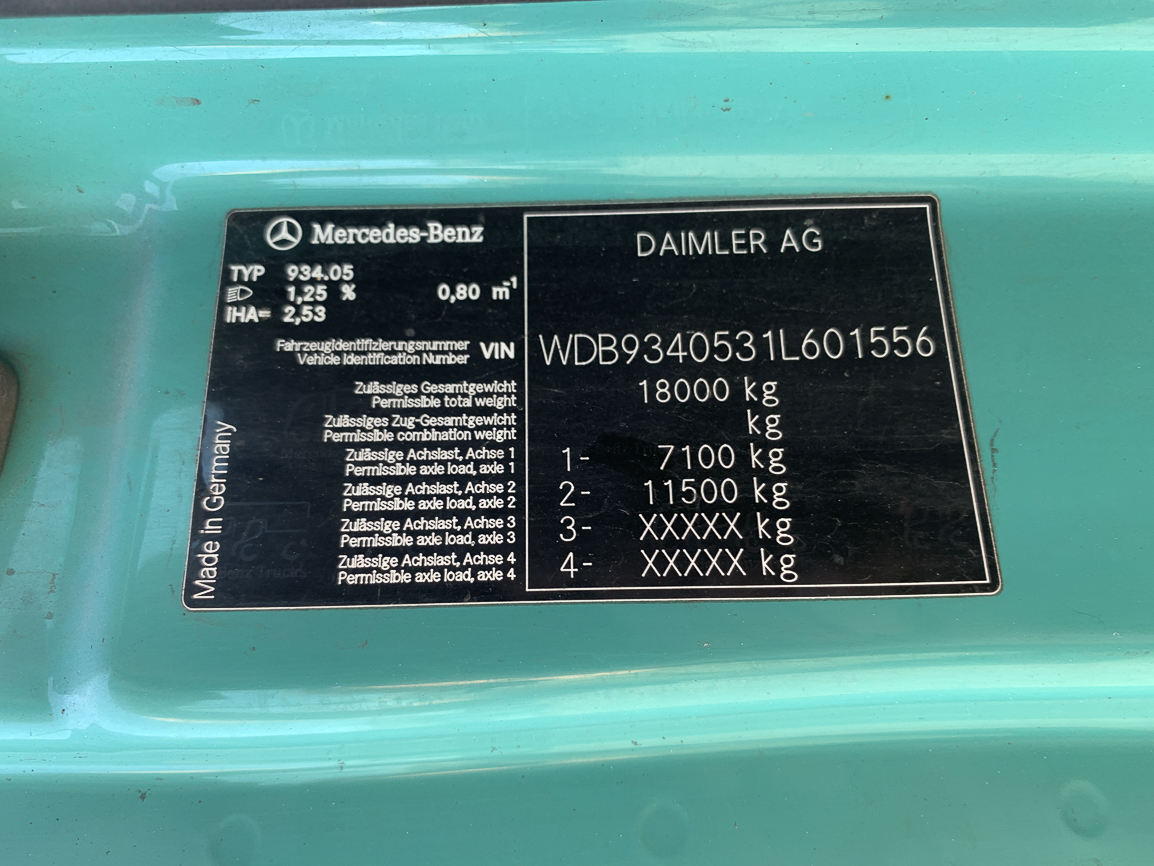 Mercedes-Benz
TYP 934.05
1,25 % 0,80 m⁻¹
iHA= 2,53
DAIMLER AG
Fahrzeugidentifizierungsnummer
Vehicle Identification Number
VIN WDB9340531L601556
Zulässiges Gesamtgewicht
Permissible total weight
18000 kg
Zulässiges Zug-Gesamtgewicht
Permissible combination weight
kg
Zulässige Achslast, Achse 1
Permissible axle load, axle 1
1- 7100 kg
Zulässige Achslast, Achse 2
Permissible axle load, axle 2
2- 11500 kg
Zulässige Achslast, Achse 3
Permissible axle load, axle 3
3- XXXXX kg
Zulässige Achslast, Achse 4
Permissible axle load, axle 4
4- XXXXX kg
Made in Germany